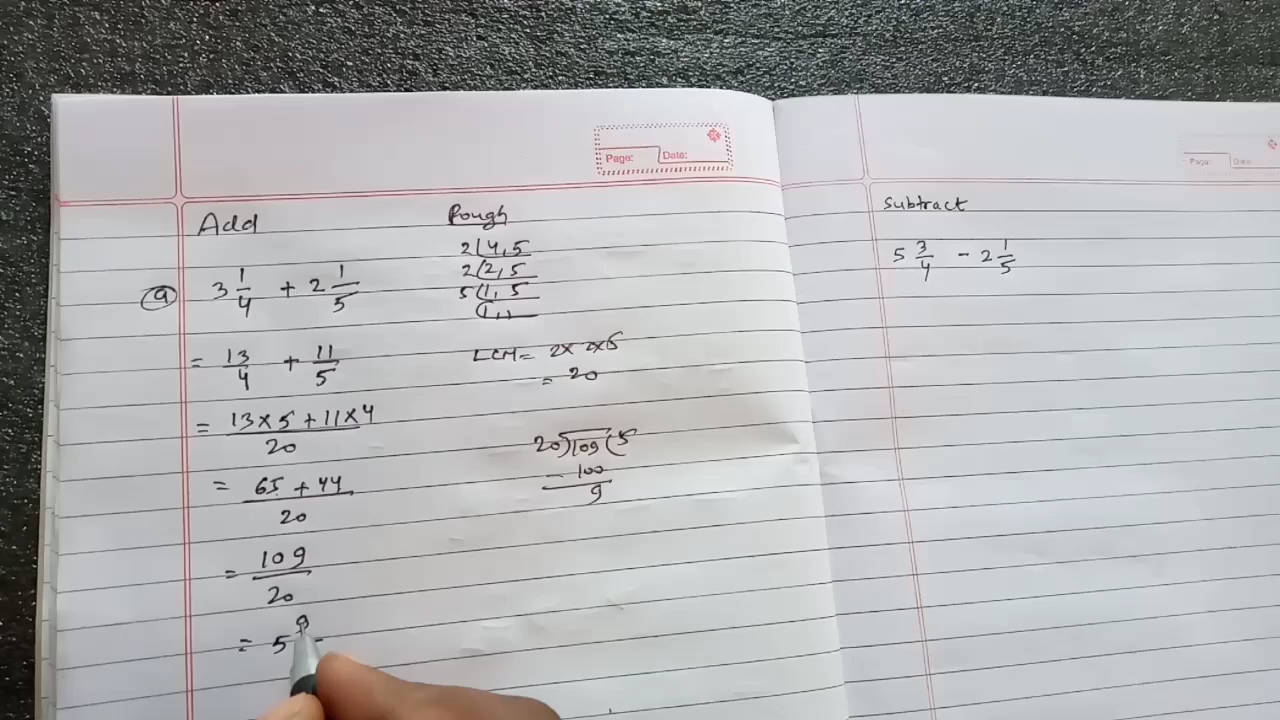 Page: Date:
Add
ⓐ 3 1/4 + 2 1/5
= 13/4 + 11/5
= 13 × 5 + 11 × 4 / 20
= 65 + 44 / 20
= 109 / 20
= 5 9
Rough
2 | 4, 5
2 | 2, 5
5 | 1, 5
1, 1
LCM = 2 × 2 × 5
= 20
20 ) 109 ( 5
- 100
9
Page: Date:
Subtract
5 3/4 - 2 1/5